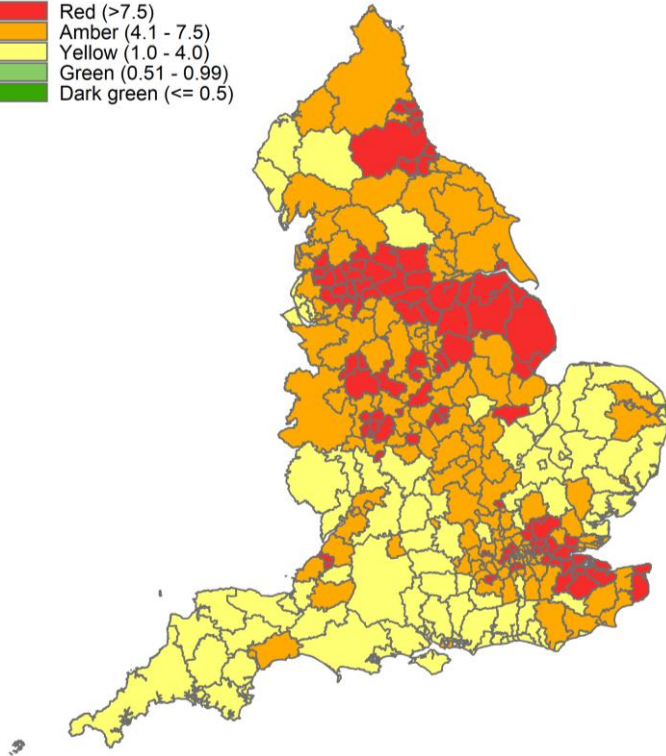 Red (>7.5)
Amber (4.1 - 7.5)
Yellow (1.0 - 4.0)
Green (0.51 - 0.99)
Dark green (<= 0.5)